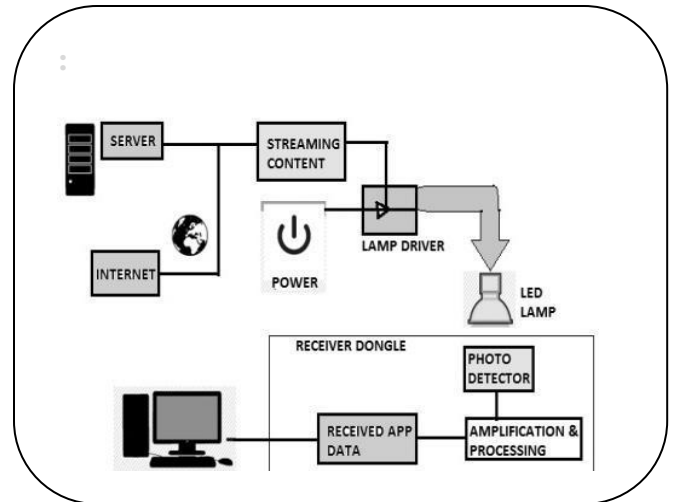 :
SERVER
STREAMING
CONTENT
INTERNET
POWER
LAMP DRIVER
LED
LAMP
RECEIVER DONGLE
PHOTO
DETECTOR
RECEIVED APP
DATA
AMPLIFICATION &
PROCESSING